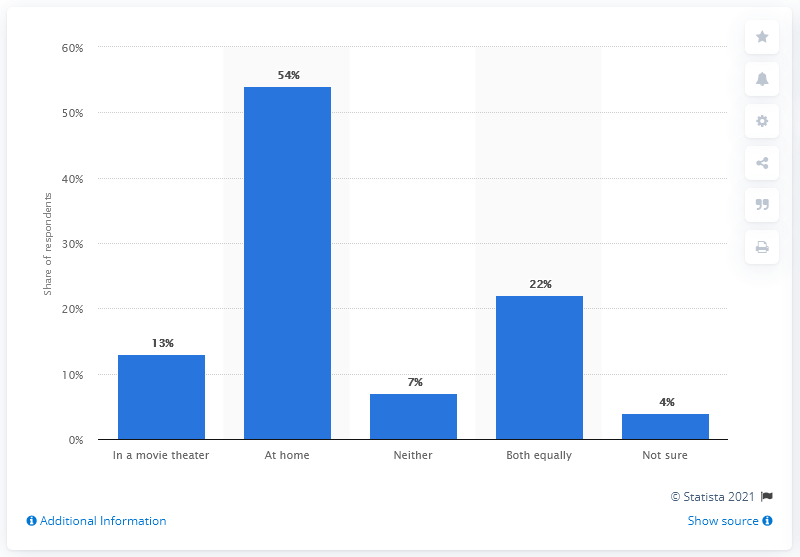 60%
50%
40%
30%
20%
10%
0%
Share of respondents
13%
54%
7%
22%
4%
In a movie theater
At home
Neither
Both equally
Not sure
© Statista 2021
Additional Information
Show source